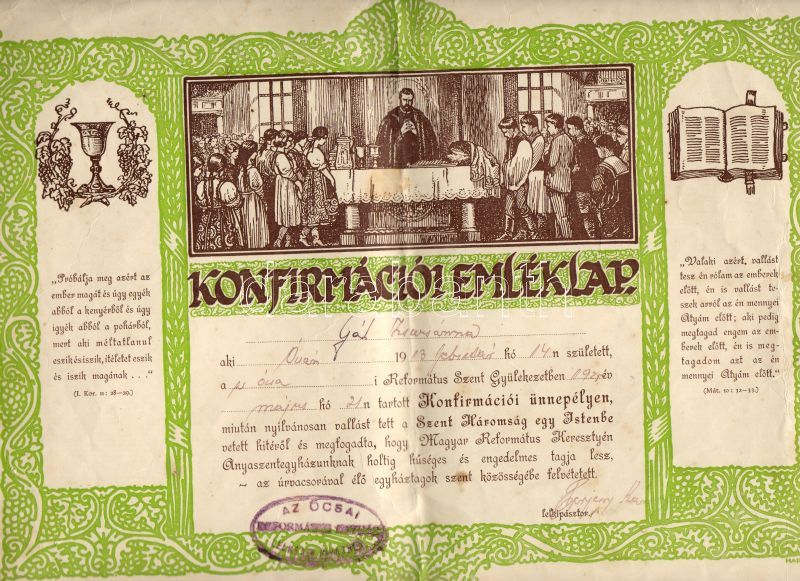 KONFIRMÁCIÓI EMLÉKLAP.
„Próbálja meg azért az
ember magát és úgy egyék
abból a kenyérből és úgy
igyék abból a pohárból,
mert aki méltatlanul
eszik és iszik, ítéletet eszik
és iszik magának . . .“
(I. Kor. 11 : 28—29.)
Gál Zsuzsanna
aki Ócsán 1913 február hó 14-n született,
a z ócsa i Református Szent Gyülekezetben 192 év
május hó 21-n tartott Konfirmációi ünnepélyen,
miután nyilvánosan vallást tett a Szent Háromság egy Istenbe
vetett hitéről és megfogadta, hogy a Magyar Református Keresztyén
Anyaszentegyházunknak holtig hűséges és engedelmes tagja lesz,
— az úrvacsorával élő egyháztagok szent közösségébe felvétetett.
lelkipásztor.
AZ ÓCSAI
REFORMÁTUS
„Valaki azért, vallást
tesz én rólam az emberek
előtt, én is vallást te-
szek arról az én mennyei
Atyám előtt; aki pedig
megtagad engem az em-
berek előtt, én is meg-
tagadom azt az én
mennyei Atyám előtt.“
(Mát. 10 : 32—33.)